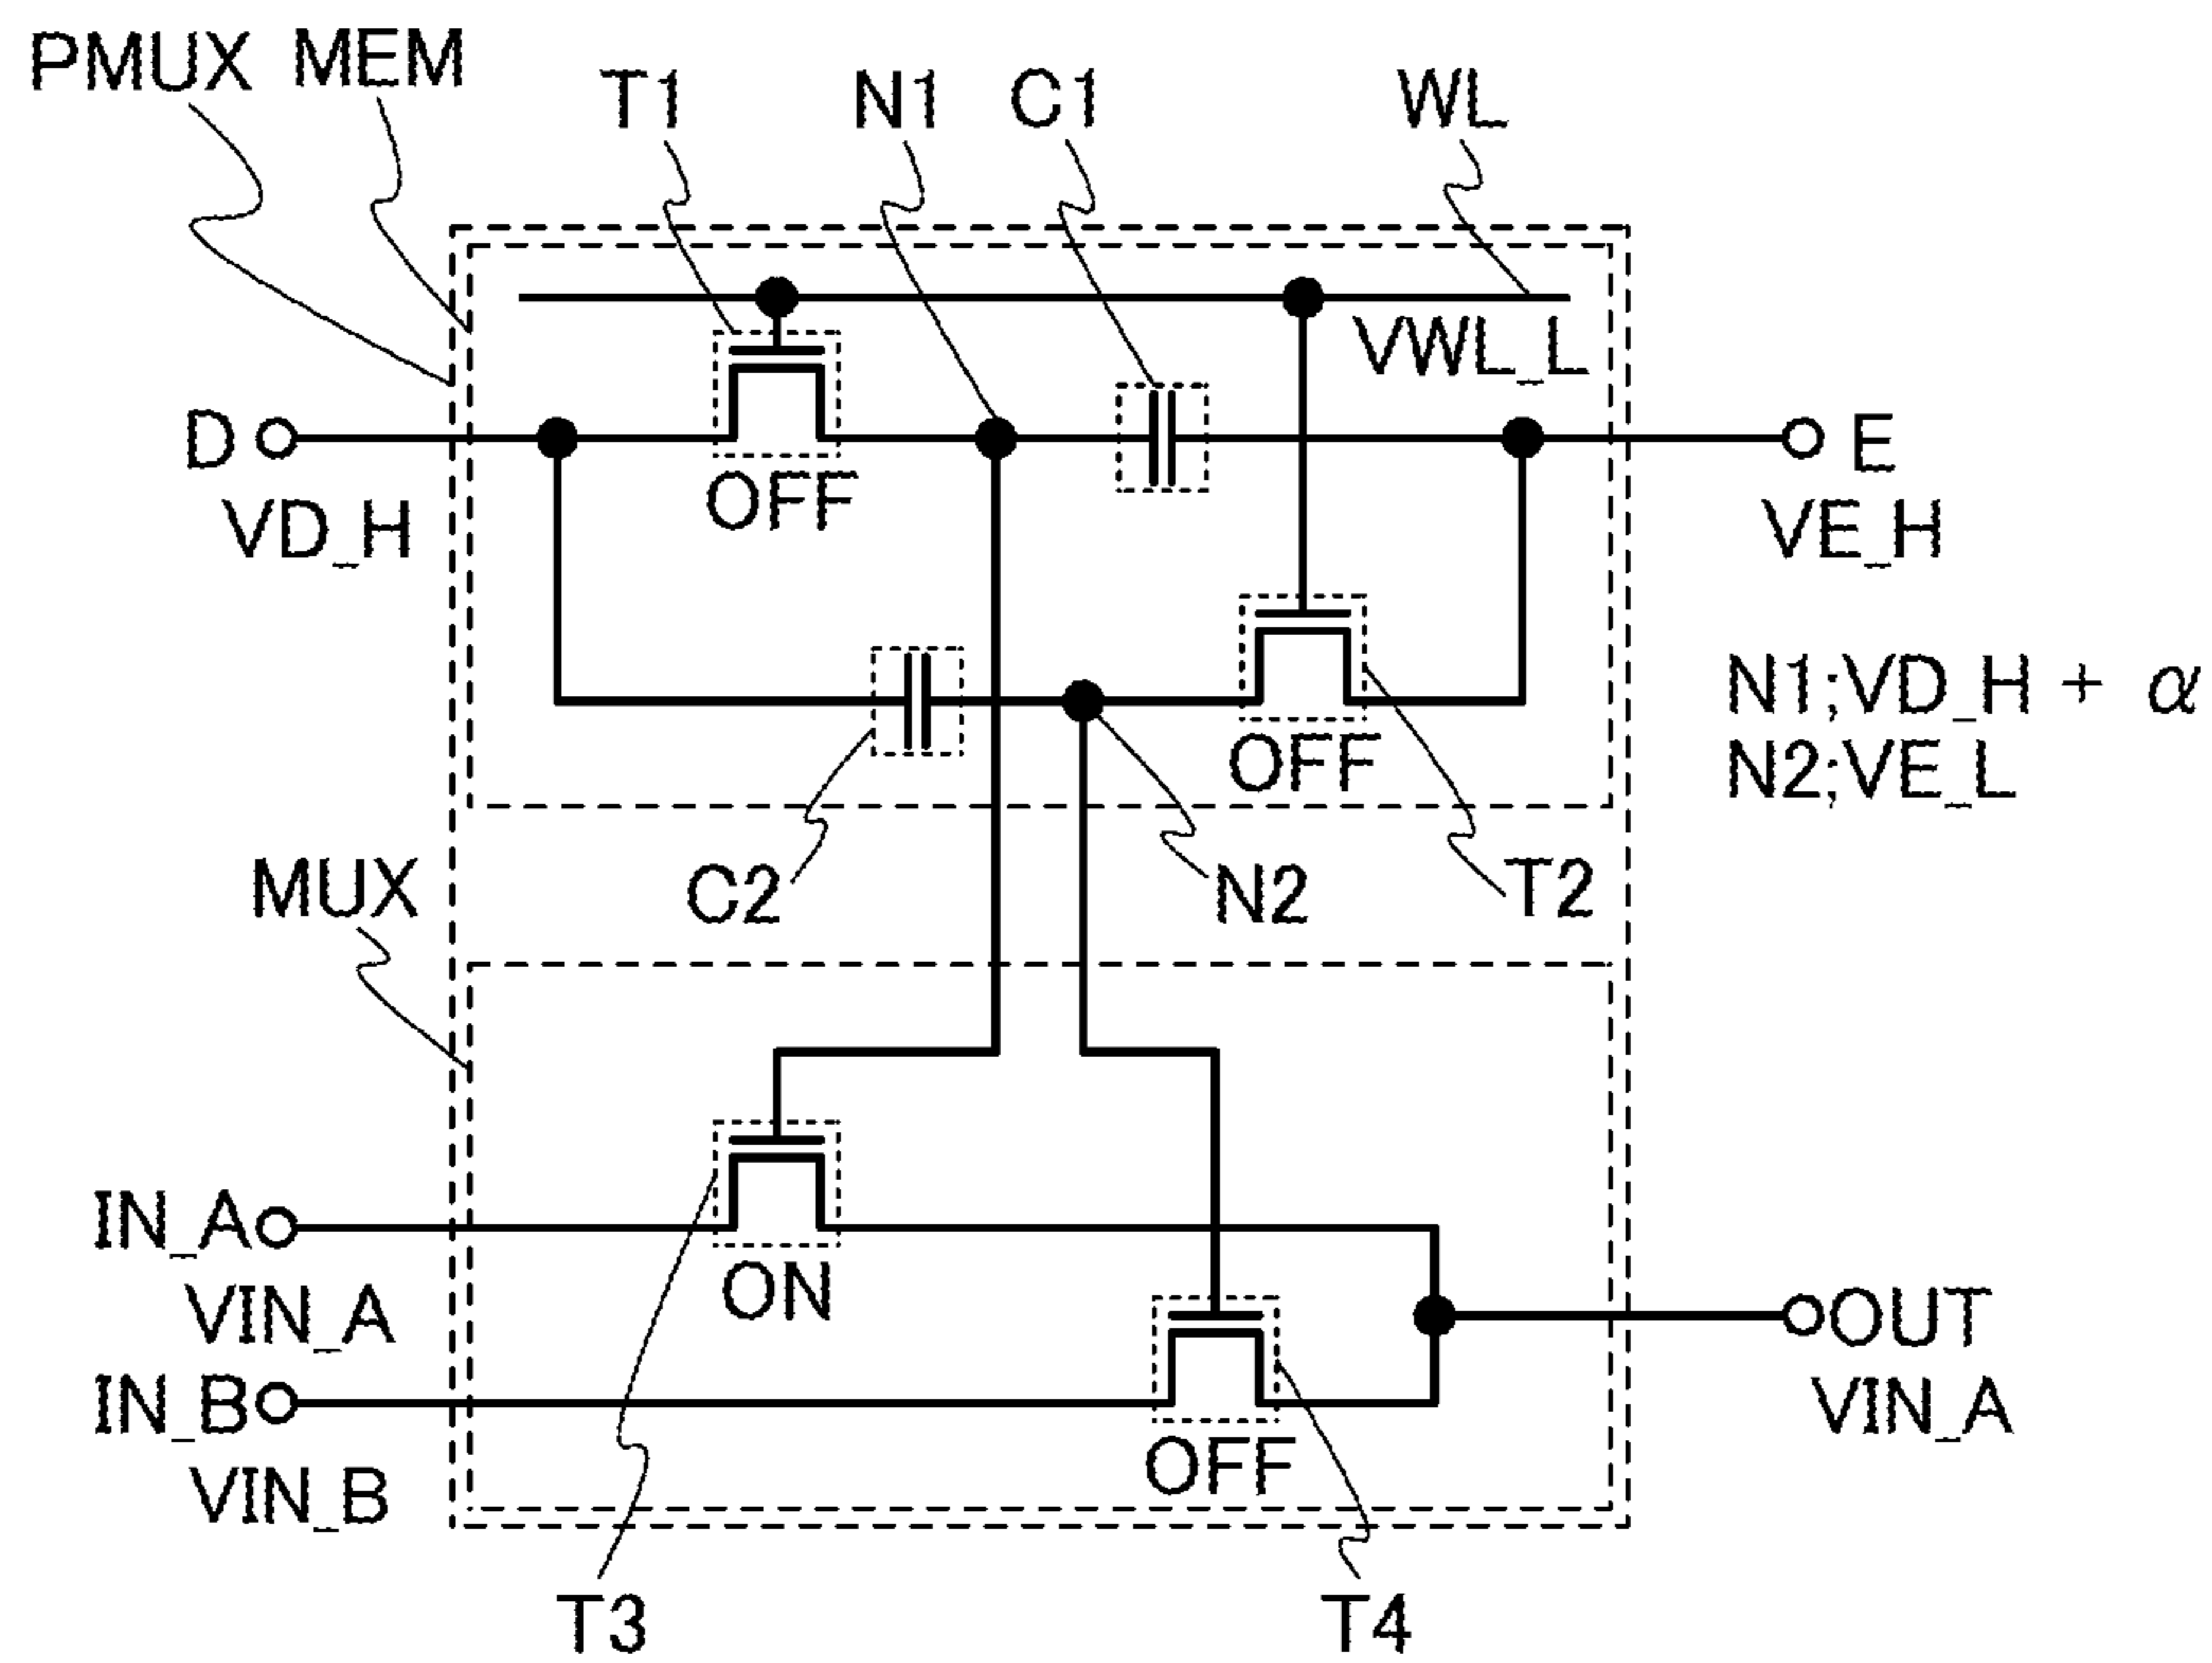 PMUX
MEM
T1
N1
C1
WL
VWL_L
D
E
OFF
VD_H
VE_H
N1;VD_H + α
OFF
N2;VE_L
MUX
C2
N2
T2
IN_A
ON
VIN_A
OUT
IN_B
VIN_A
OFF
VIN_B
T3
T4